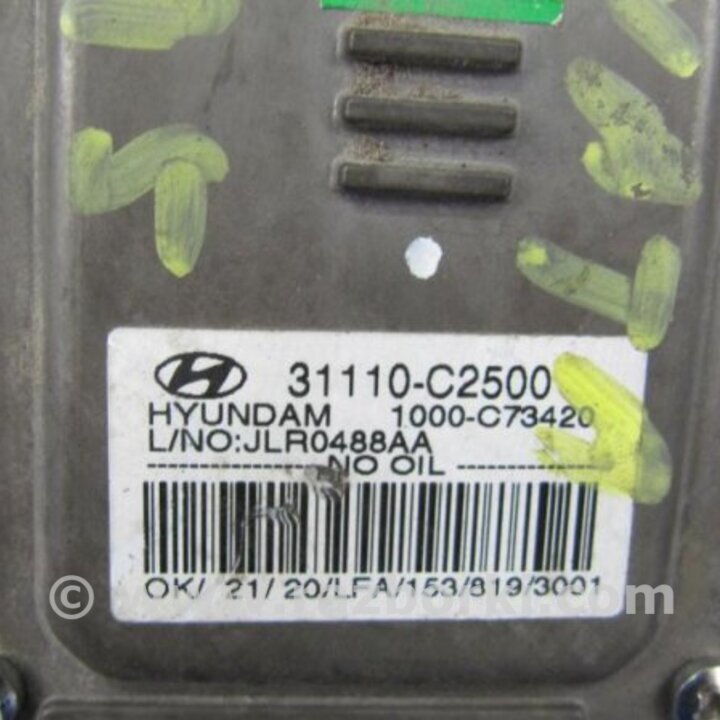 31110-C2500
HYUNDAM 1000-C73420
L/NO:JLR0488AA
NO OIL
OK/ 21/ 20/LFA/153/819/3001